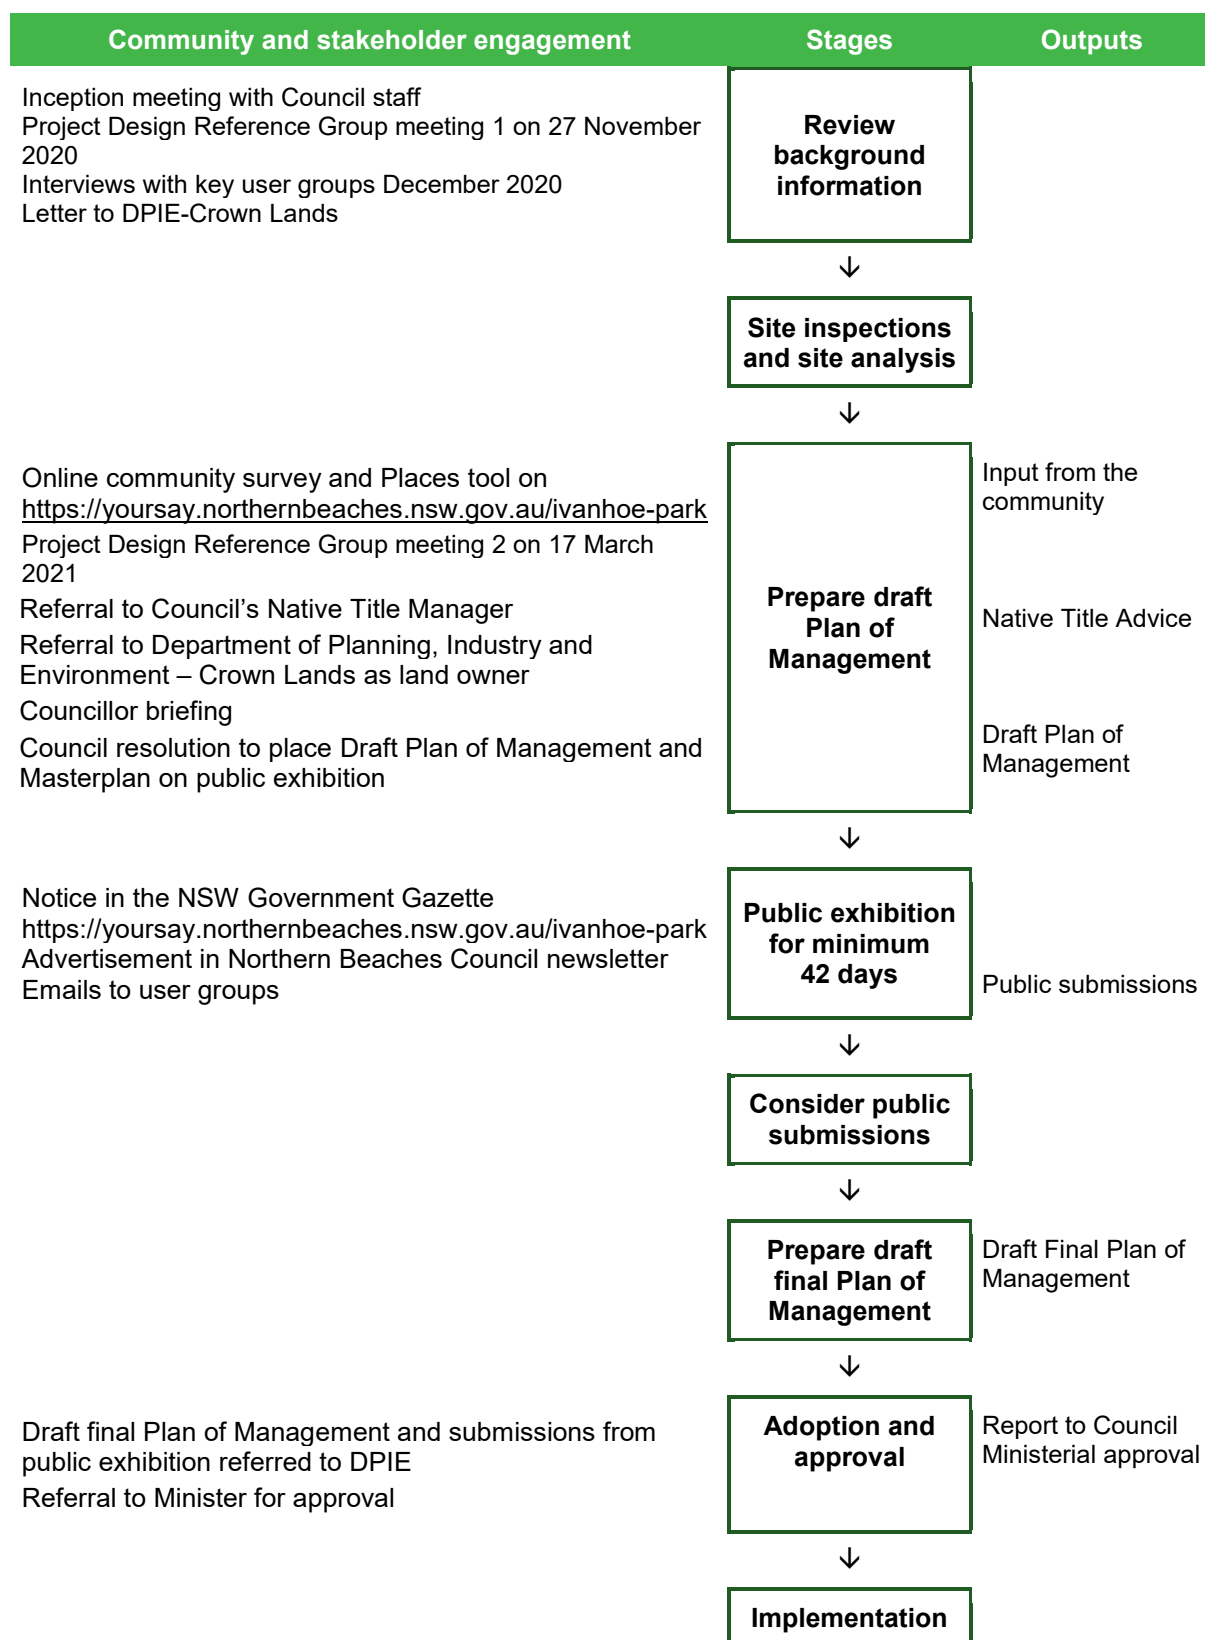 Community and stakeholder engagement
Stages
Outputs
Inception meeting with Council staff
Project Design Reference Group meeting 1 on 27 November
2020
Interviews with key user groups December 2020
Letter to DPIE-Crown Lands
Review
background
information
↓
Site inspections
and site analysis
↓
Online community survey and Places tool on
https://yoursay.northernbeaches.nsw.gov.au/ivanhoe-park
Project Design Reference Group meeting 2 on 17 March
2021
Referral to Council’s Native Title Manager
Referral to Department of Planning, Industry and
Environment – Crown Lands as land owner
Councillor briefing
Council resolution to place Draft Plan of Management and
Masterplan on public exhibition
Prepare draft
Plan of
Management
Input from the
community
Native Title Advice
Draft Plan of
Management
↓
Notice in the NSW Government Gazette
https://yoursay.northernbeaches.nsw.gov.au/ivanhoe-park
Advertisement in Northern Beaches Council newsletter
Emails to user groups
Public exhibition
for minimum
42 days
Public submissions
↓
Consider public
submissions
↓
Prepare draft
final Plan of
Management
Draft Final Plan of
Management
↓
Draft final Plan of Management and submissions from
public exhibition referred to DPIE
Referral to Minister for approval
Adoption and
approval
Report to Council
Ministerial approval
↓
Implementation